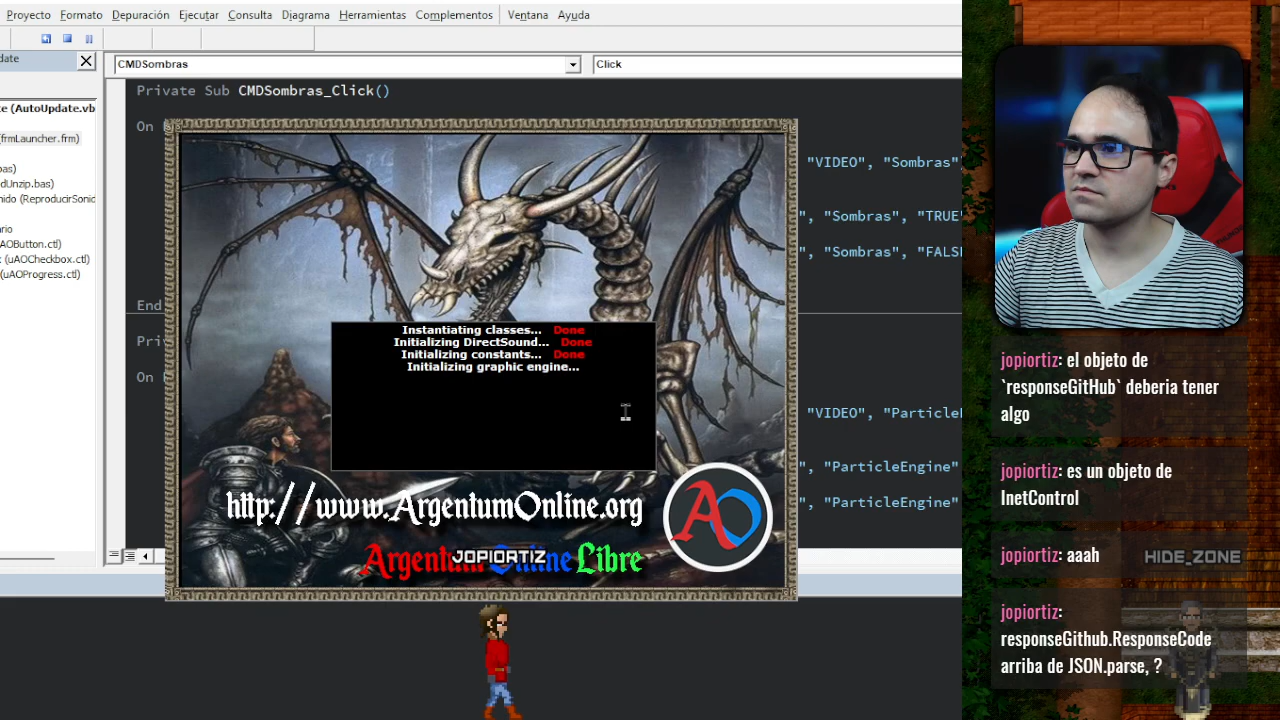 Proyecto Formato Depuración Ejecutar Consulta Diagrama Herramientas Complementos Ventana Ayuda
date
CMDSombras
Click
(AutoUpdate.vb
frmLauncher.frm)
bas)
dUnzip.bas)
nido (ReproducirSonid
ario
AOButton.ctl)
(uAOCheckbox.ctl)
(uAOProgress.ctl)
Private Sub CMDSombras_Click()
On
"VIDEO", "Sombras"
", "Sombras", "TRUE"
", "Sombras", "FALS
End
Pri
On
"VIDEO", "Particle
", "ParticleEngine"
", "ParticleEngine"
Instantiating classes... Done
Initializing DirectSound... Done
Initializing constants... Done
Initializing graphic engine...
http://www.ArgentumOnline.org
AO
Argentum Online Libre
JOPIORTIZ
jopiortiz: el objeto de
`responseGitHub` deberia tener
algo
jopiortiz: es un objeto de
InetControl
jopiortiz: aaah
HIDE_ZONE
jopiortiz:
responseGithub.ResponseCode
arriba de JSON.parse, ?